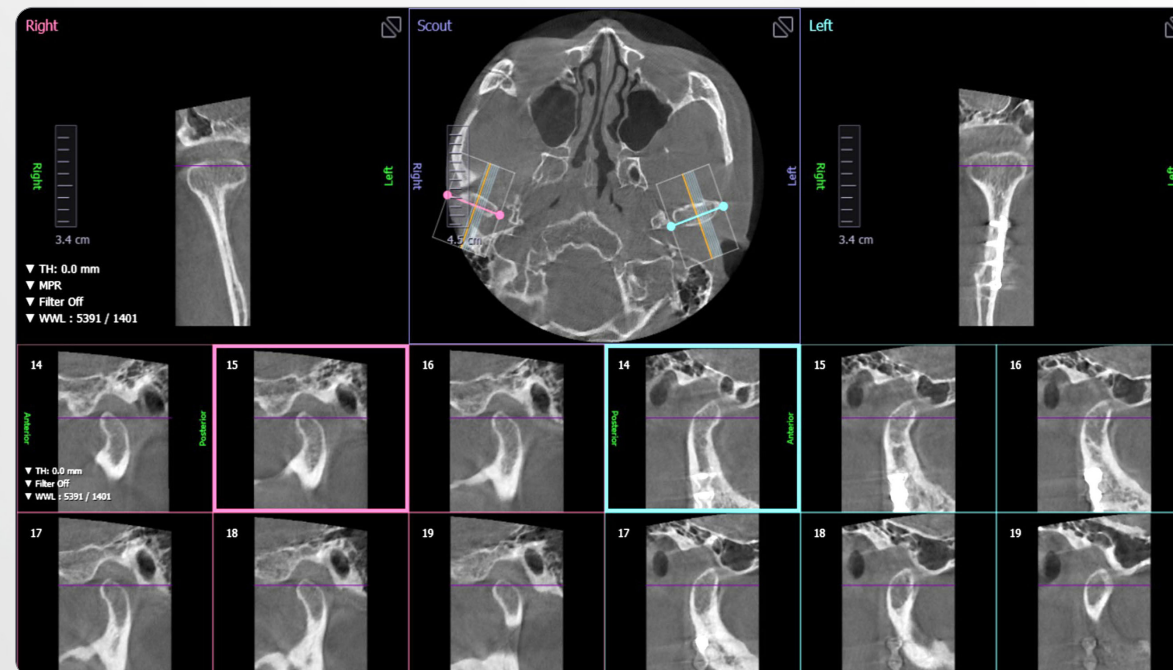 Right
Scout
Left
Right
Left
Right
Left
Right
Left
3.4 cm
4.5 cm
3.4 cm
▼ TH: 0.0 mm
▼ MPR
▼ Filter Off
▼ WWL : 5391 / 1401
14
15
16
14
15
16
Anterior
Posterior
Posterior
Anterior
▼ TH: 0.0 mm
▼ Filter Off
▼ WWL : 5391 / 1401
17
18
19
17
18
19